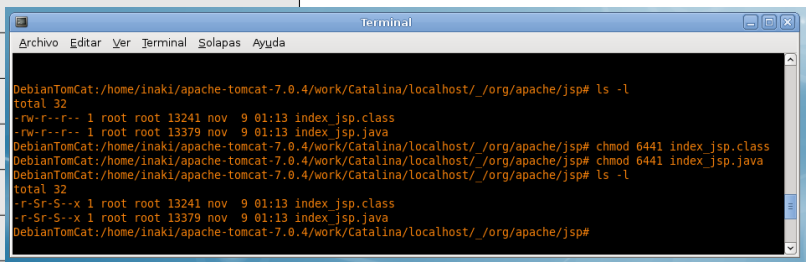 Terminal
Archivo Editar Ver Terminal Solapas Ayuda
DebianTomCat:/home/inaki/apache-tomcat-7.0.4/work/Catalina/localhost/_/org/apache/jsp# ls -l
total 32
-rw-r--r-- 1 root root 13241 nov  9 01:13 index_jsp.class
-rw-r--r-- 1 root root 13379 nov  9 01:13 index_jsp.java
DebianTomCat:/home/inaki/apache-tomcat-7.0.4/work/Catalina/localhost/_/org/apache/jsp# chmod 6441 index_jsp.class
DebianTomCat:/home/inaki/apache-tomcat-7.0.4/work/Catalina/localhost/_/org/apache/jsp# chmod 6441 index_jsp.java
DebianTomCat:/home/inaki/apache-tomcat-7.0.4/work/Catalina/localhost/_/org/apache/jsp# ls -l
total 32
-r-Sr-S--x 1 root root 13241 nov  9 01:13 index_jsp.class
-r-Sr-S--x 1 root root 13379 nov  9 01:13 index_jsp.java
DebianTomCat:/home/inaki/apache-tomcat-7.0.4/work/Catalina/localhost/_/org/apache/jsp#